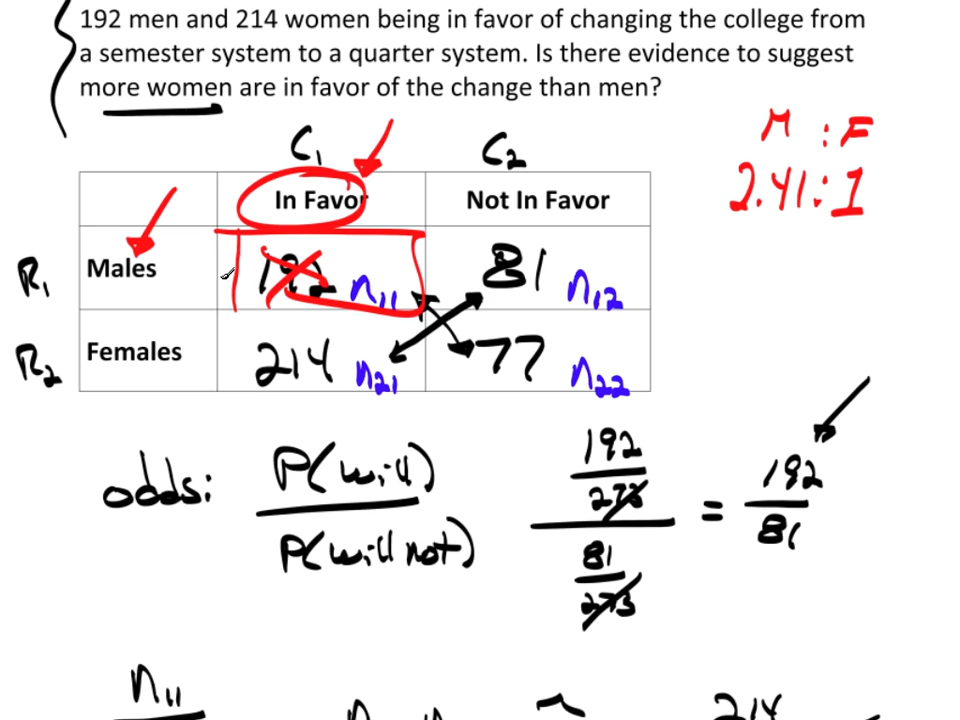 192 men and 214 women being in favor of changing the college from
a semester system to a quarter system. Is there evidence to suggest
more women are in favor of the change than men?
C1 C2
M : F
2.41 : 1
In Favor Not In Favor
R1 Males 192 n11 81 n12
R2 Females 214 n21 77 n22
odds: P(will)
P(will not)
192
273
81
273
= 192
81
n11
214